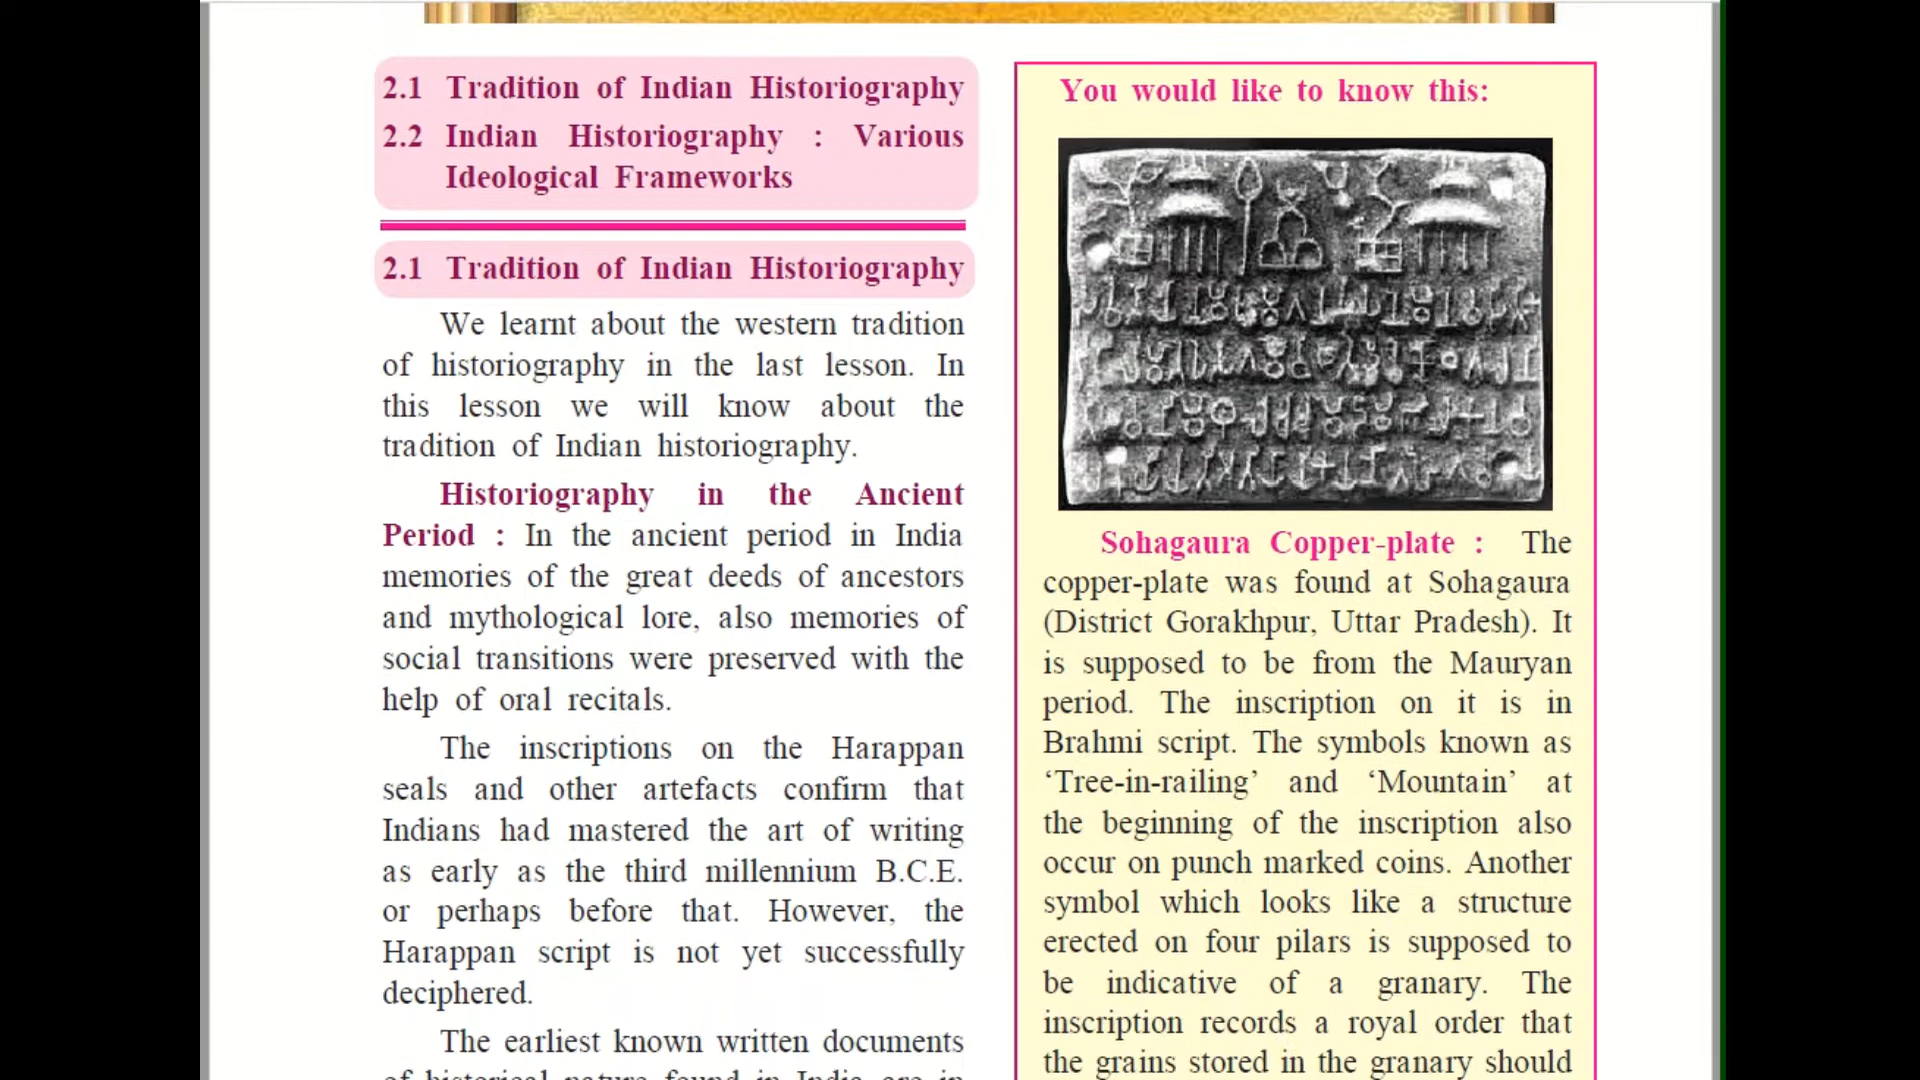 2.1 Tradition of Indian Historiography
2.2 Indian Historiography : Various
Ideological Frameworks
2.1 Tradition of Indian Historiography
We learnt about the western tradition
of historiography in the last lesson. In
this lesson we will know about the
tradition of Indian historiography.
Historiography in the Ancient
Period : In the ancient period in India
memories of the great deeds of ancestors
and mythological lore, also memories of
social transitions were preserved with the
help of oral recitals.
The inscriptions on the Harappan
seals and other artefacts confirm that
Indians had mastered the art of writing
as early as the third millennium B.C.E.
or perhaps before that. However, the
Harappan script is not yet successfully
deciphered.
The earliest known written documents
of historical nature found in India are in
You would like to know this:
Sohagaura Copper-plate : The
copper-plate was found at Sohagaura
(District Gorakhpur, Uttar Pradesh). It
is supposed to be from the Mauryan
period. The inscription on it is in
Brahmi script. The symbols known as
‘Tree-in-railing’ and ‘Mountain’ at
the beginning of the inscription also
occur on punch marked coins. Another
symbol which looks like a structure
erected on four pilars is supposed to
be indicative of a granary. The
inscription records a royal order that
the grains stored in the granary should